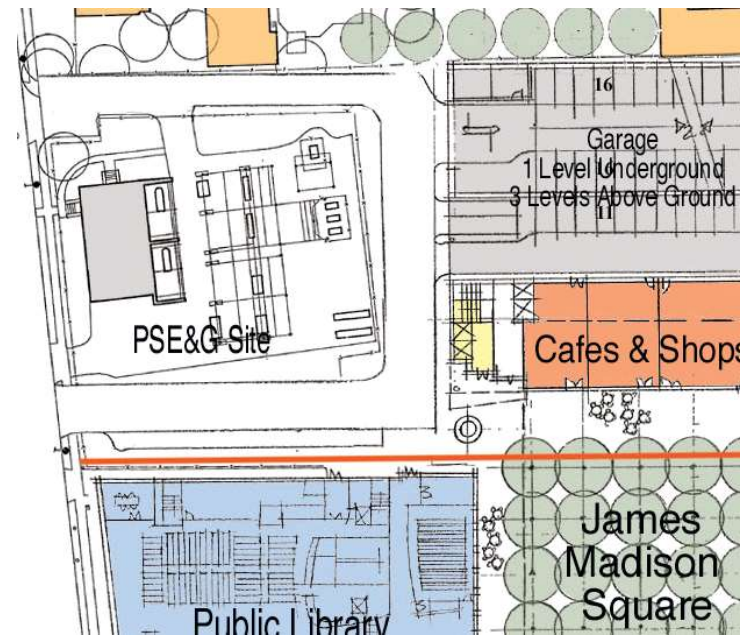 16
Garage
1 Level Underground
16
3 Levels Above Ground
11
PSE&G Site
Cafes & Shops
James
Madison
Square
Public Library